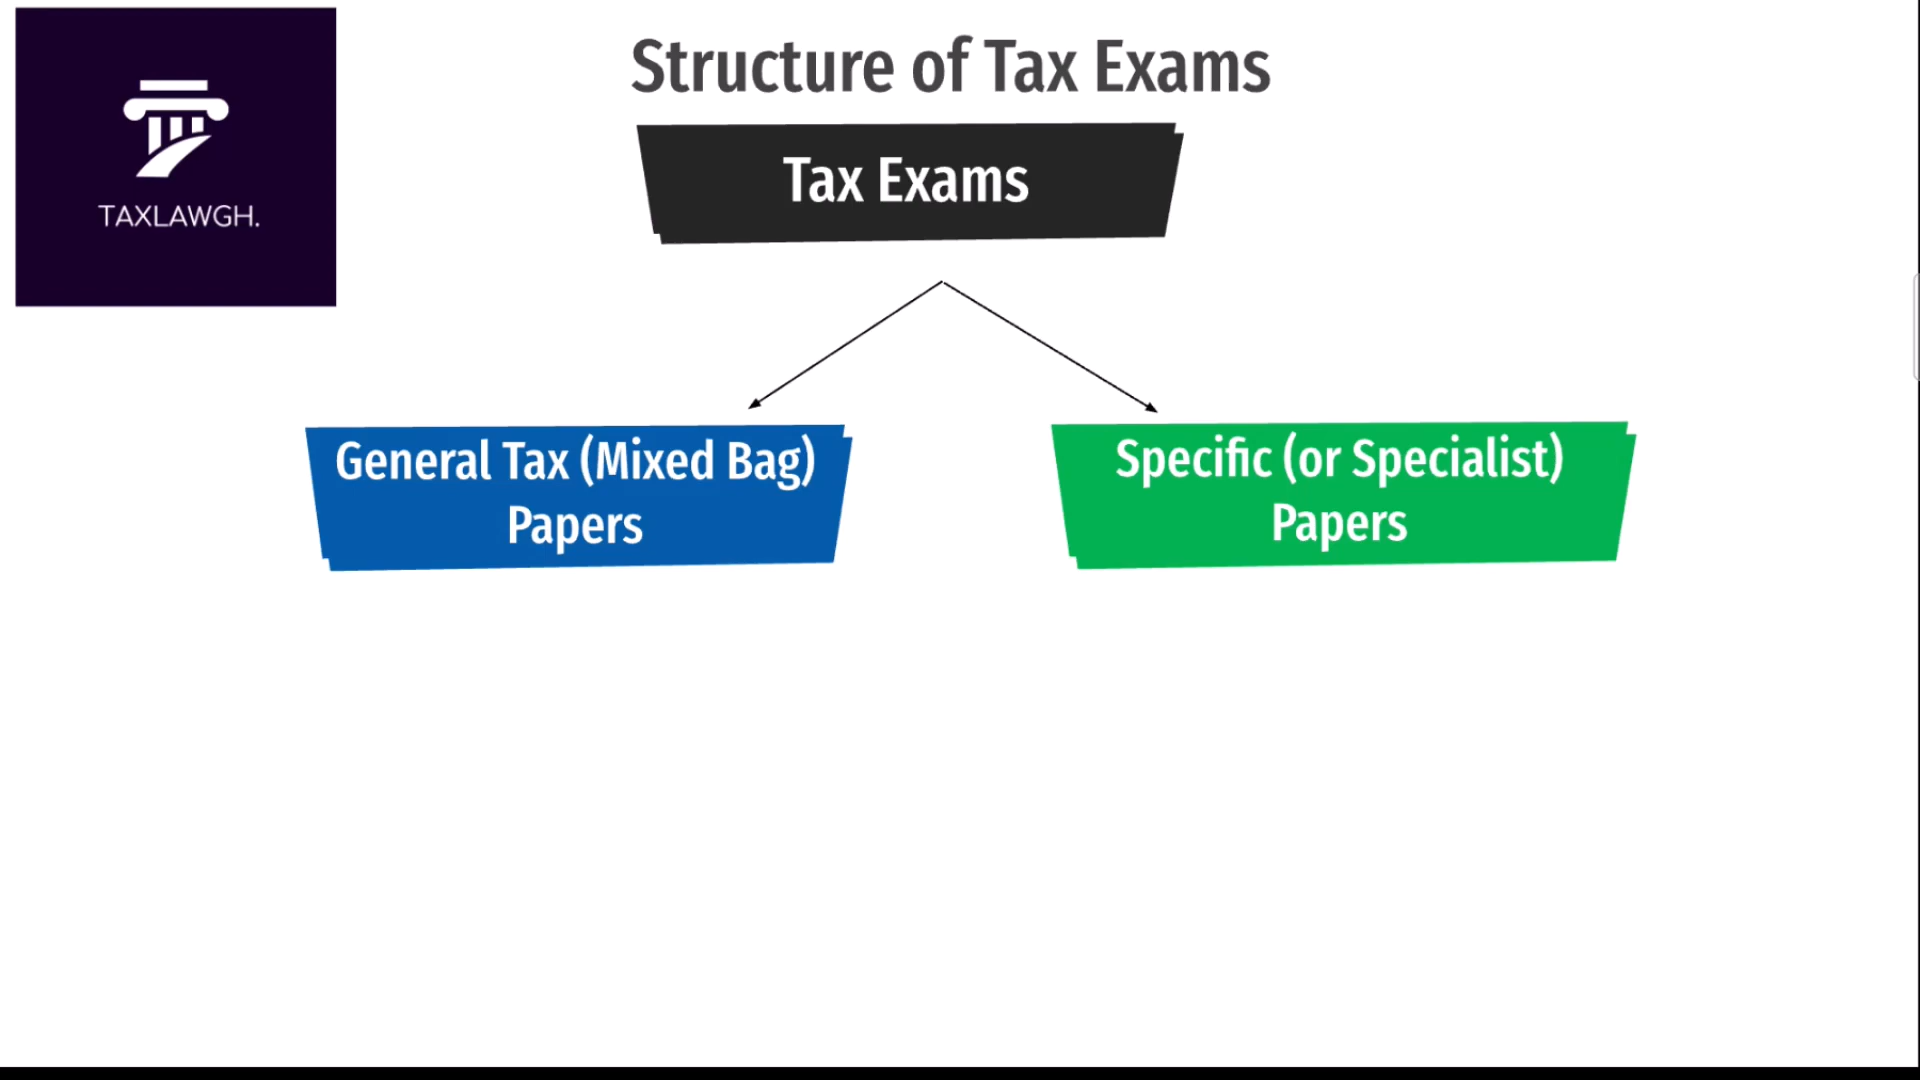 Structure of Tax Exams
TAXLAWGH.
Tax Exams
General Tax (Mixed Bag)
Papers
Specific (or Specialist)
Papers